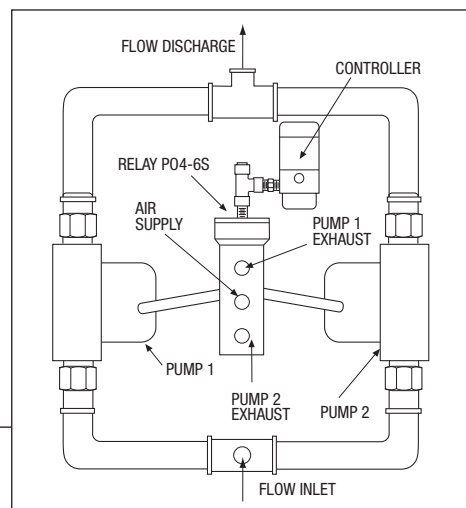 FLOW DISCHARGE
CONTROLLER
RELAY PO4-6S
AIR
SUPPLY
PUMP 1
EXHAUST
PUMP 1
PUMP 2
EXHAUST
PUMP 2
FLOW INLET